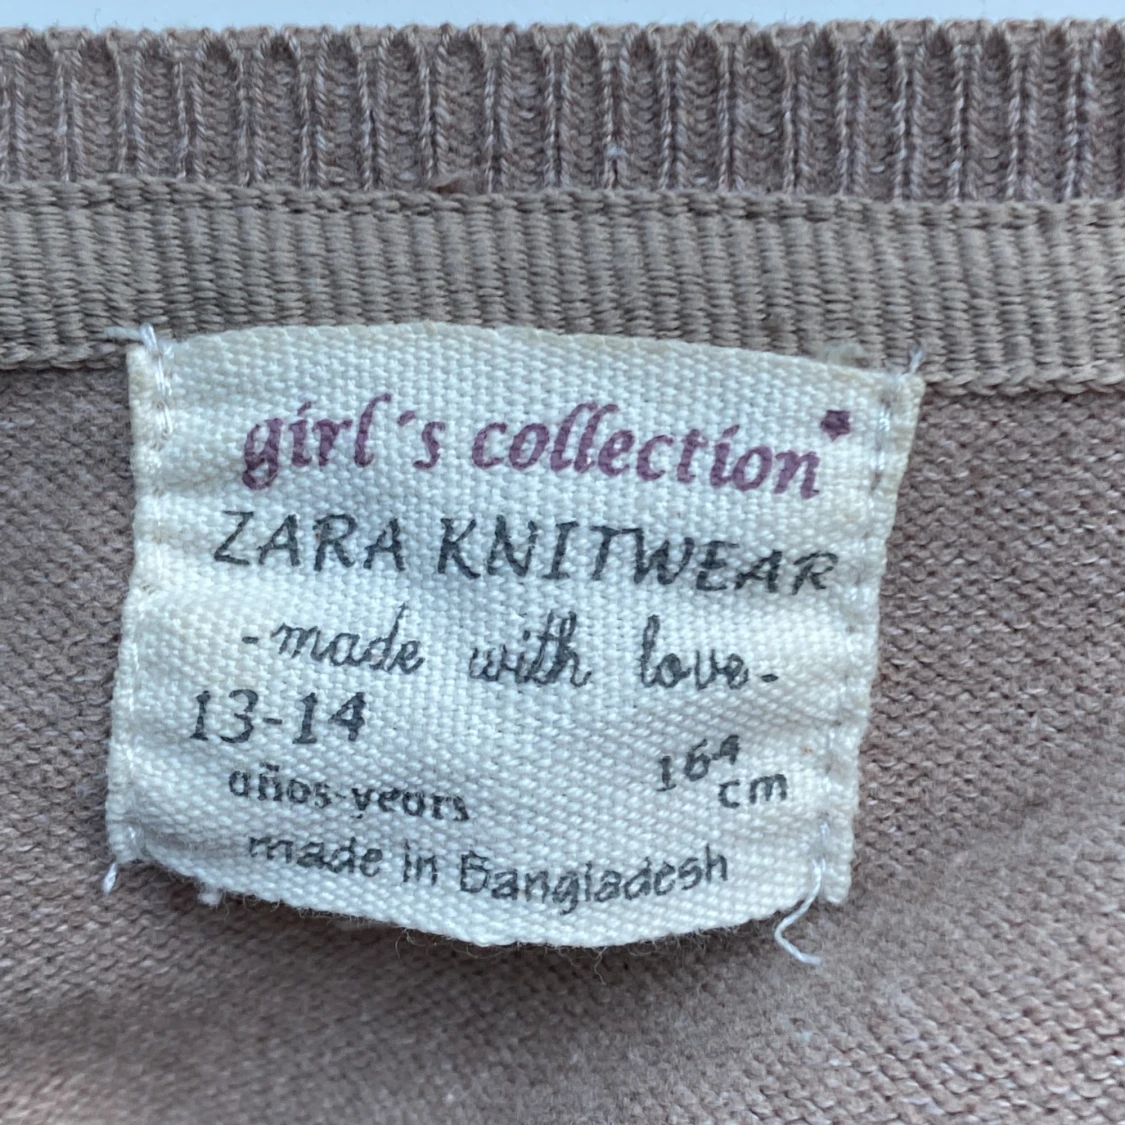 girl´s collection*
ZARA KNITWEAR
-made with love-
13-14
años-years
164 cm
made in Bangladesh